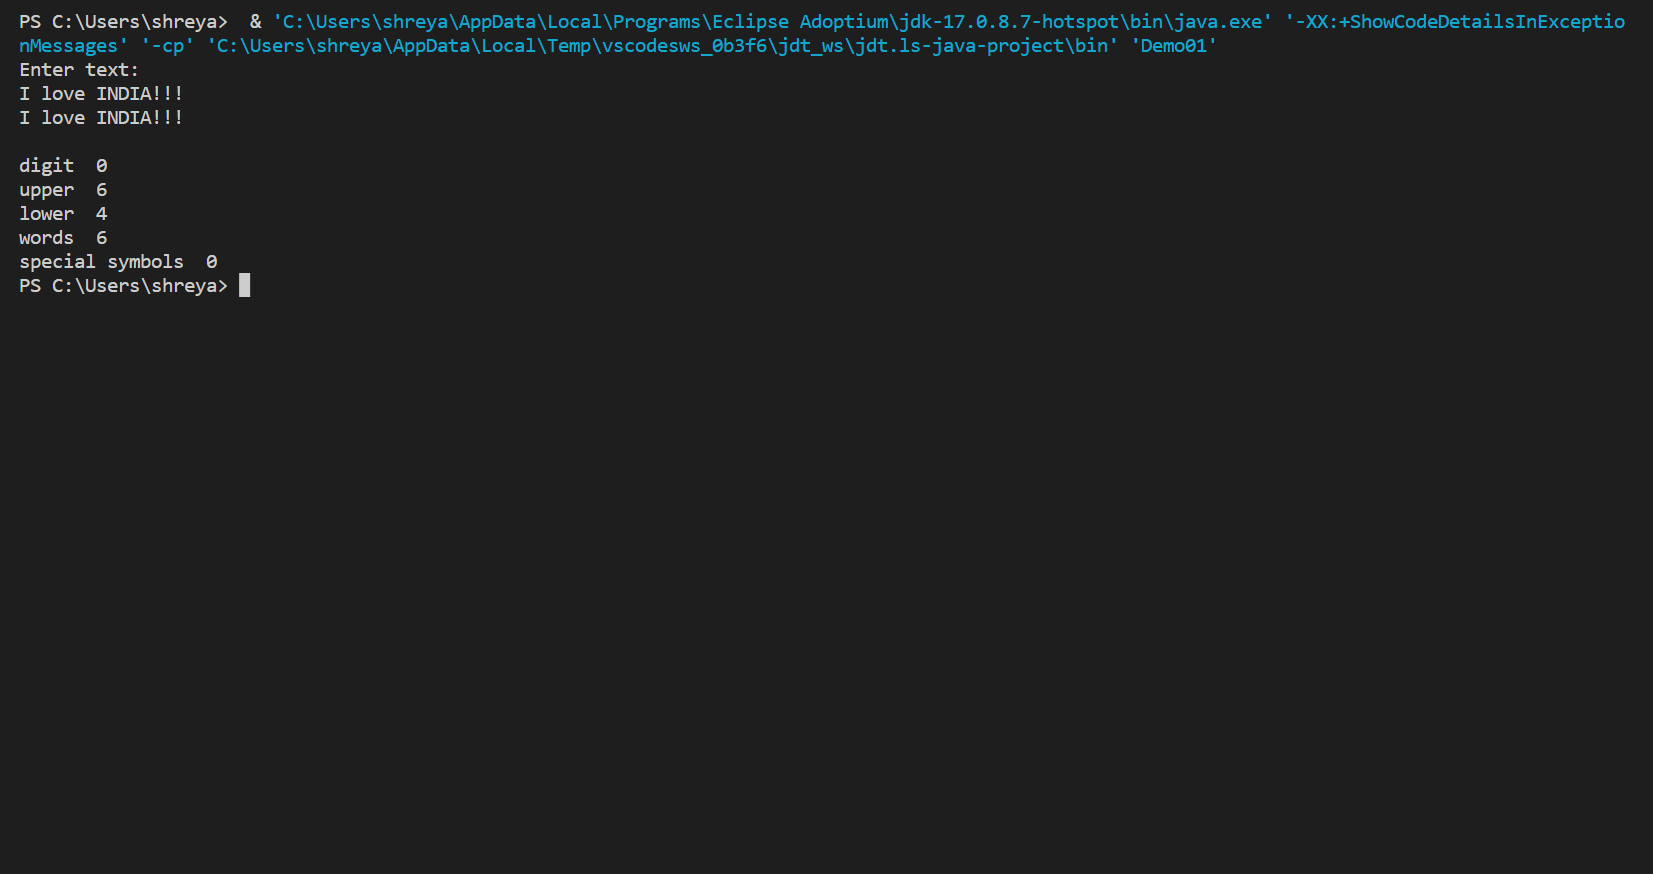 PS C:\Users\shreya>  & 'C:\Users\shreya\AppData\Local\Programs\Eclipse Adoptium\jdk-17.0.8.7-hotspot\bin\java.exe' '-XX:+ShowCodeDetailsInExceptio
nMessages' '-cp' 'C:\Users\shreya\AppData\Local\Temp\vscodesws_0b3f6\jdt_ws\jdt.ls-java-project\bin' 'Demo01'
Enter text:
I love INDIA!!!
I love INDIA!!!
digit  0
upper  6
lower  4
words  6
special symbols  0
PS C:\Users\shreya>